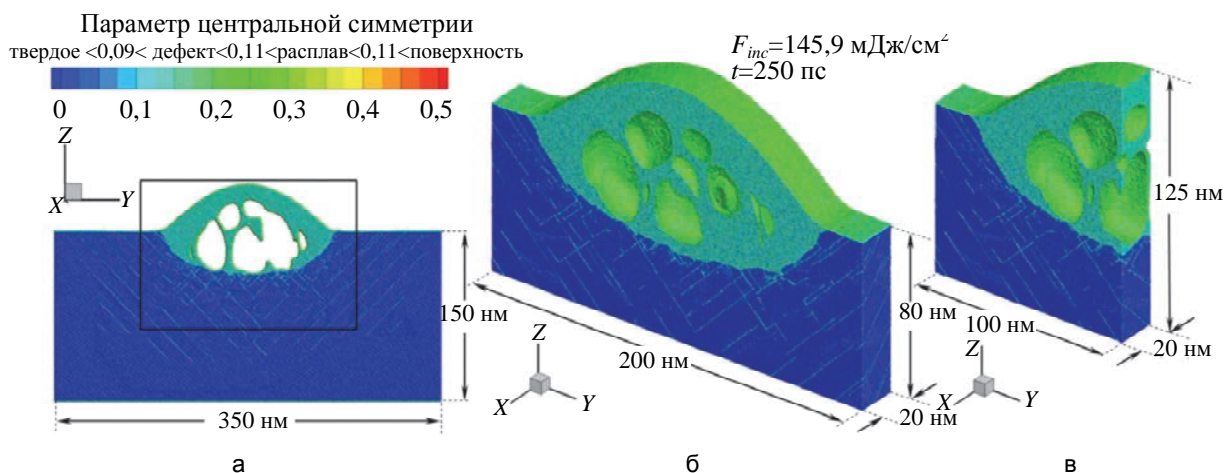 Параметр центральной симметрии
твердое <0,09< дефект<0,11<расплав<0,11<поверхность
0 0,1 0,2 0,3 0,4 0,5
Z
X Y
150 нм
350 нм
а
F_inc=145,9 мДж/см²
t=250 пс
80 нм
200 нм
20 нм
Z
X Y
б
125 нм
100 нм
20 нм
Z
X Y
в